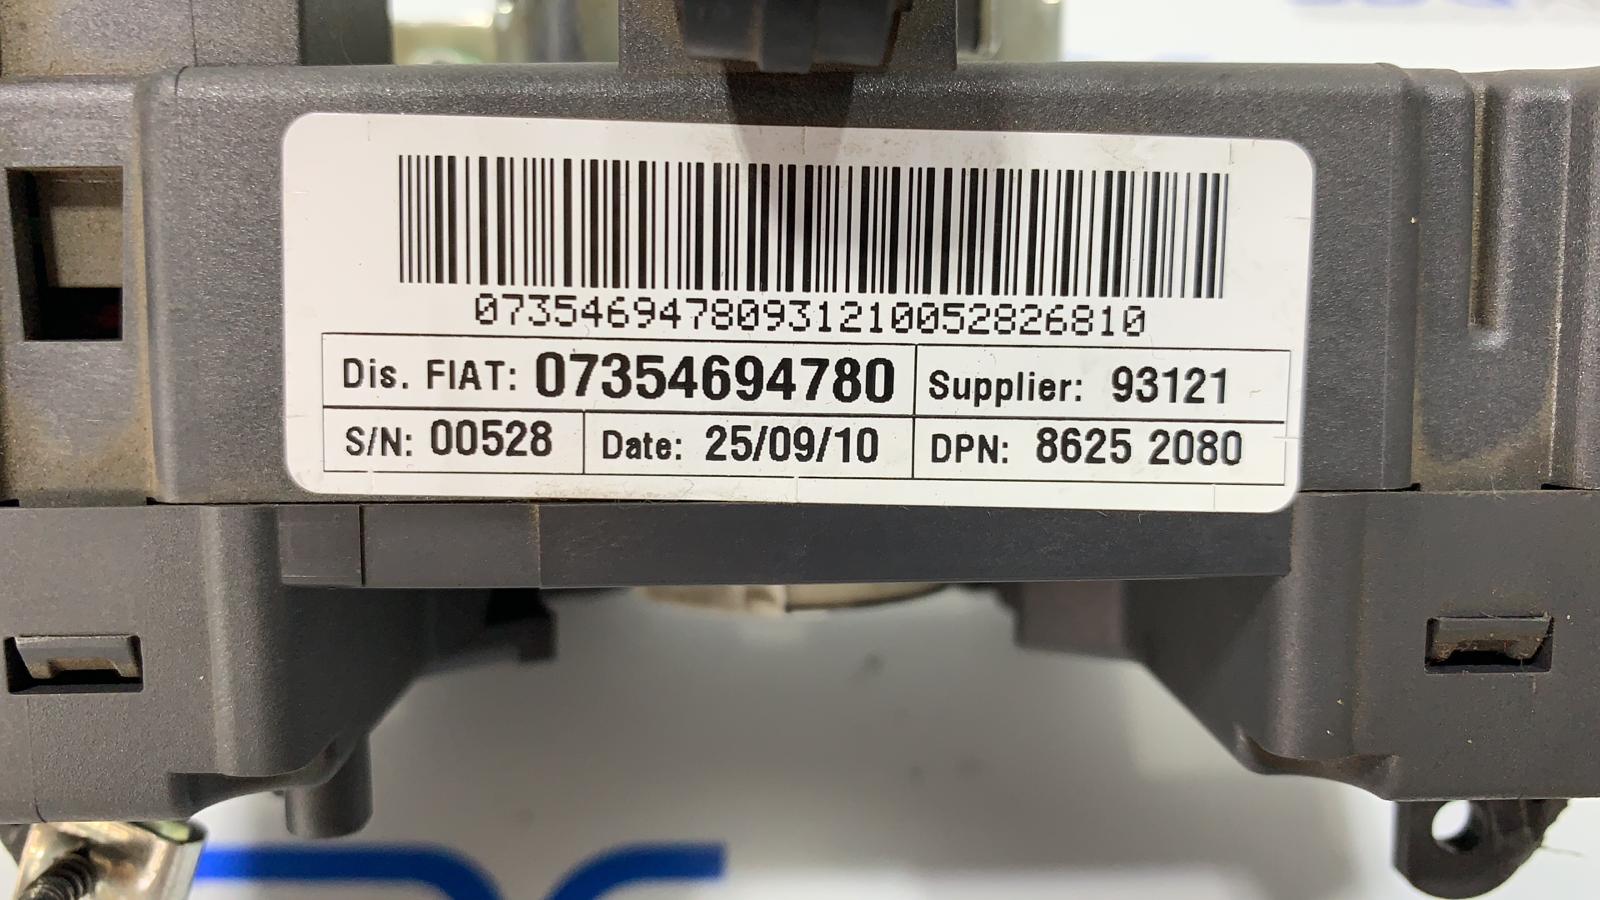 07354694780931210052826810
Dis. FIAT: 07354694780 Supplier: 93121
S/N: 00528 Date: 25/09/10 DPN: 8625 2080